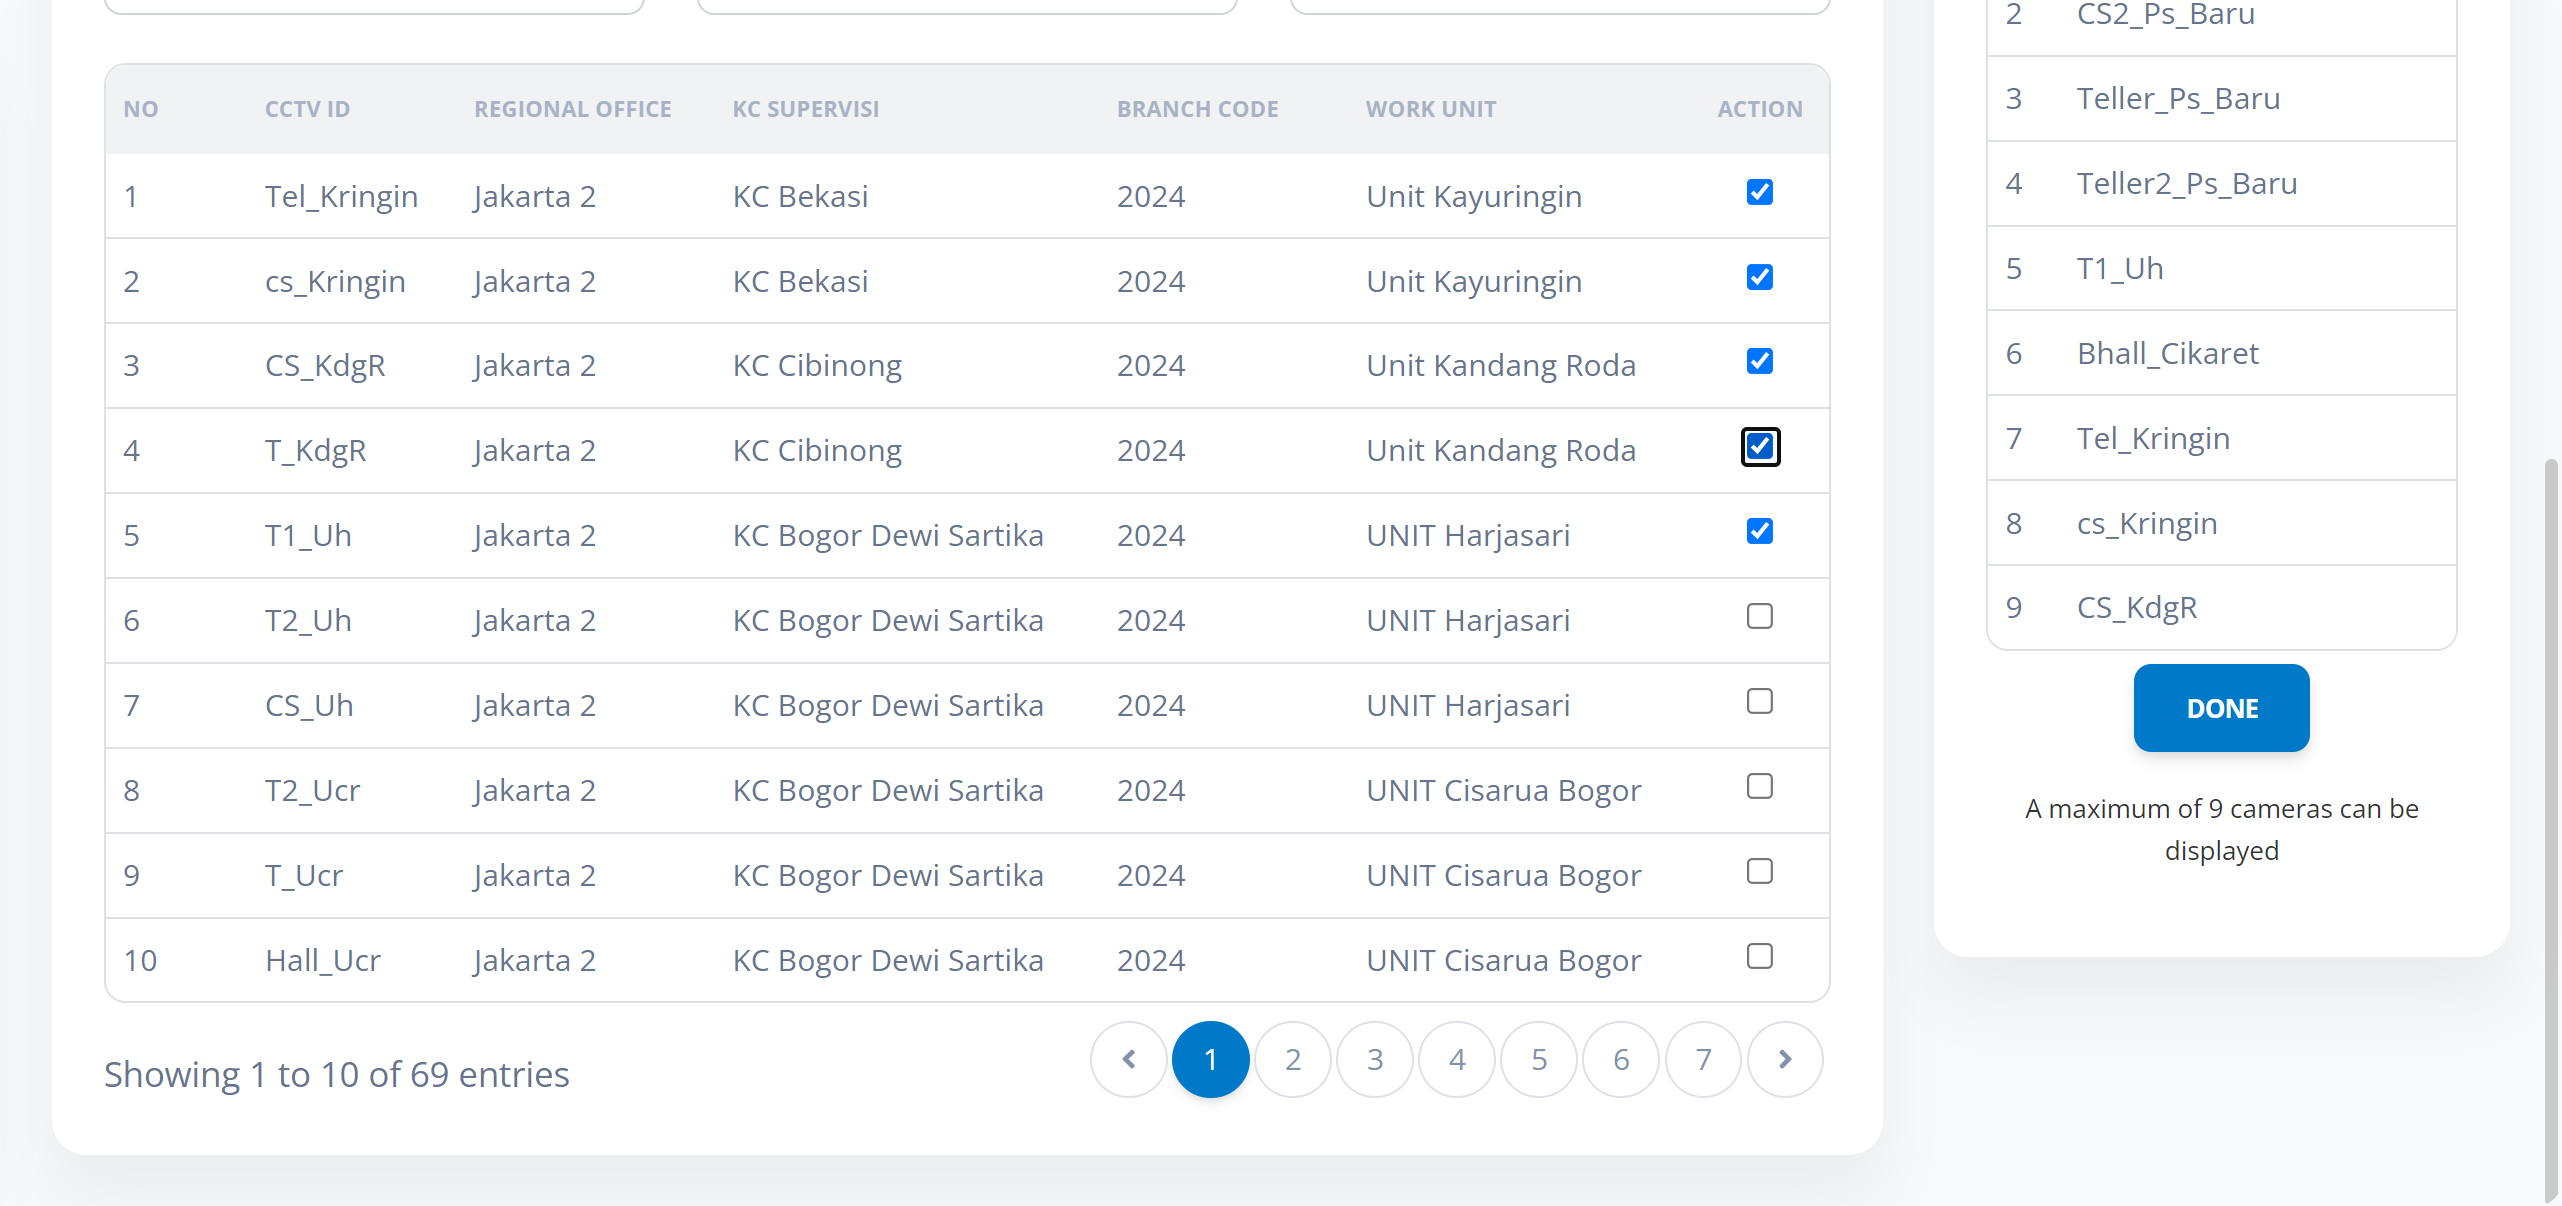 NO CCTV ID REGIONAL OFFICE KC SUPERVISI BRANCH CODE WORK UNIT ACTION
1 Tel_Kringin Jakarta 2 KC Bekasi 2024 Unit Kayuringin
2 cs_Kringin Jakarta 2 KC Bekasi 2024 Unit Kayuringin
3 CS_KdgR Jakarta 2 KC Cibinong 2024 Unit Kandang Roda
4 T_KdgR Jakarta 2 KC Cibinong 2024 Unit Kandang Roda
5 T1_Uh Jakarta 2 KC Bogor Dewi Sartika 2024 UNIT Harjasari
6 T2_Uh Jakarta 2 KC Bogor Dewi Sartika 2024 UNIT Harjasari
7 CS_Uh Jakarta 2 KC Bogor Dewi Sartika 2024 UNIT Harjasari
8 T2_Ucr Jakarta 2 KC Bogor Dewi Sartika 2024 UNIT Cisarua Bogor
9 T_Ucr Jakarta 2 KC Bogor Dewi Sartika 2024 UNIT Cisarua Bogor
10 Hall_Ucr Jakarta 2 KC Bogor Dewi Sartika 2024 UNIT Cisarua Bogor
Showing 1 to 10 of 69 entries
1 2 3 4 5 6 7
2 CS2_Ps_Baru
3 Teller_Ps_Baru
4 Teller2_Ps_Baru
5 T1_Uh
6 Bhall_Cikaret
7 Tel_Kringin
8 cs_Kringin
9 CS_KdgR
DONE
A maximum of 9 cameras can be
displayed